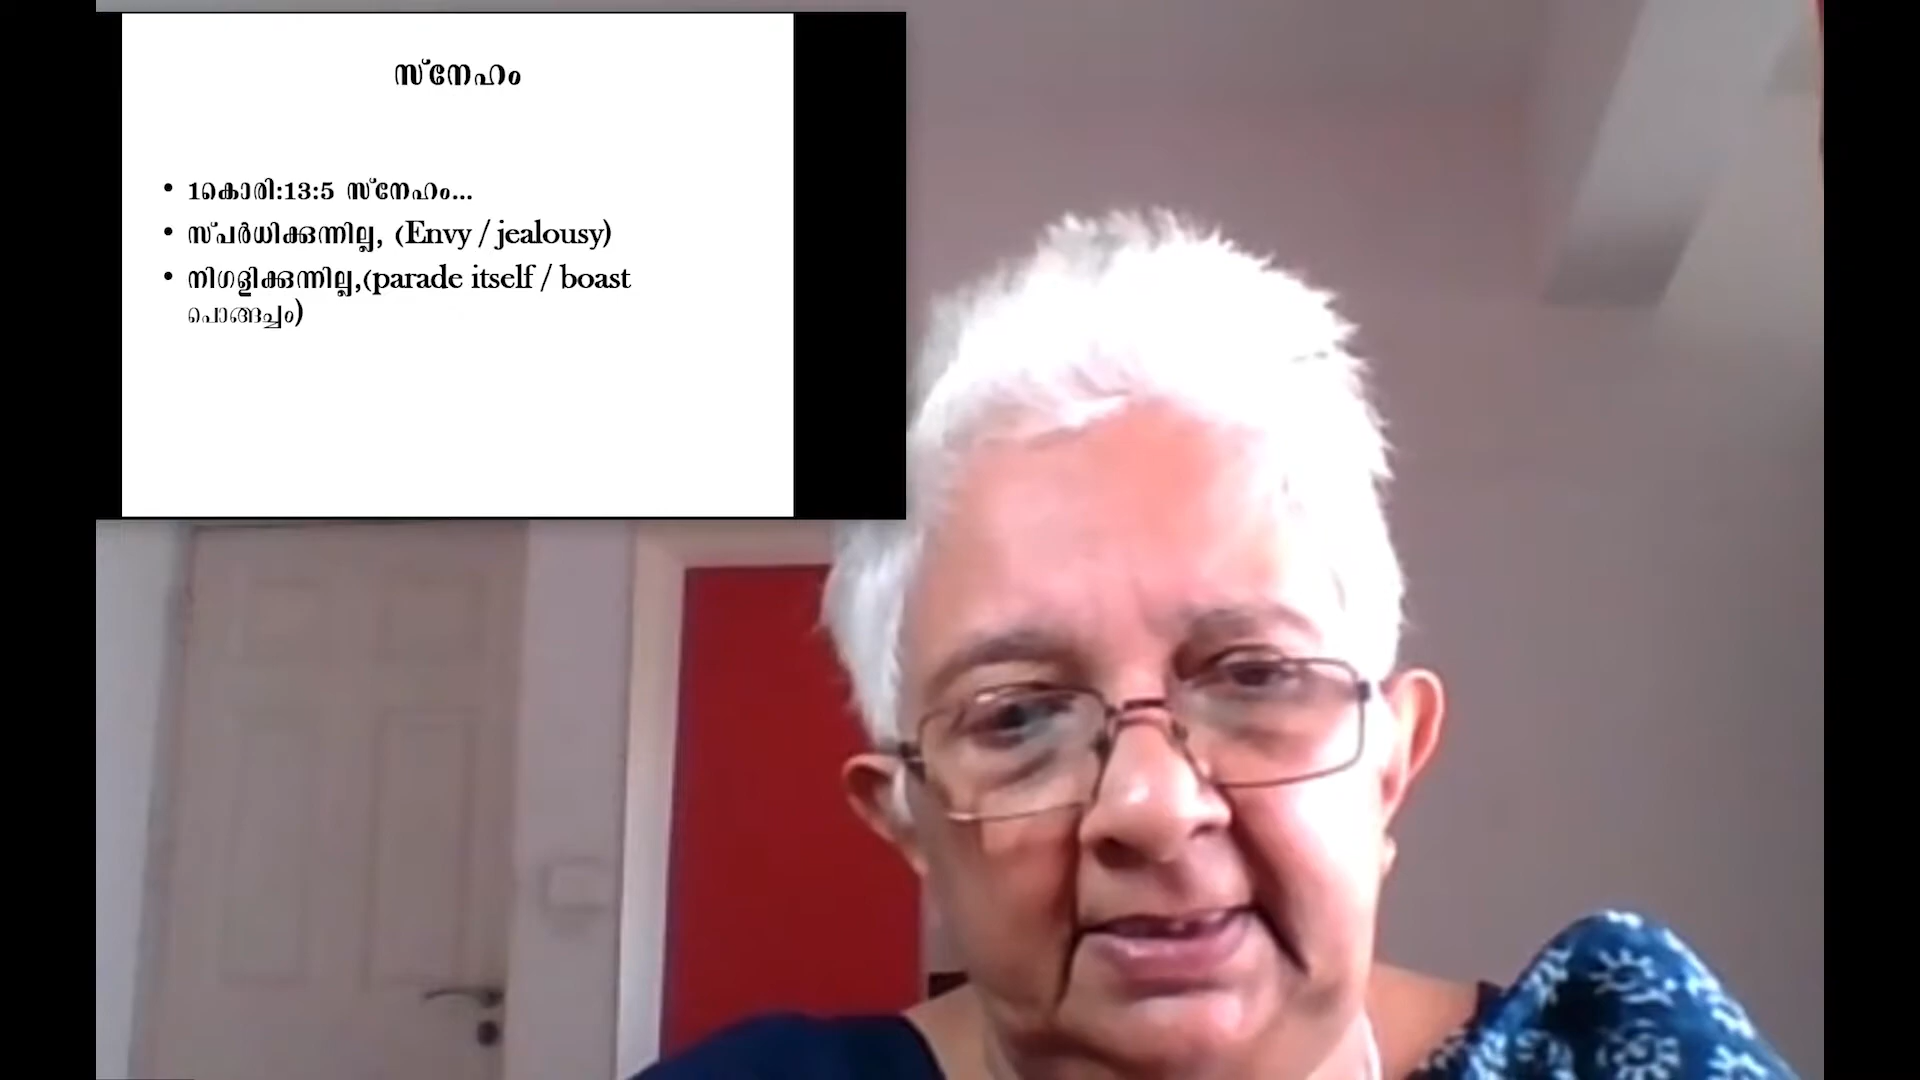 സ്നേഹം
• 1കൊരി:13:5 സ്നേഹം...
• സ്പർധിക്കുന്നില്ല, (Envy / jealousy)
• നിഗളിക്കുന്നില്ല,(parade itself / boast
പൊങ്ങച്ചം)